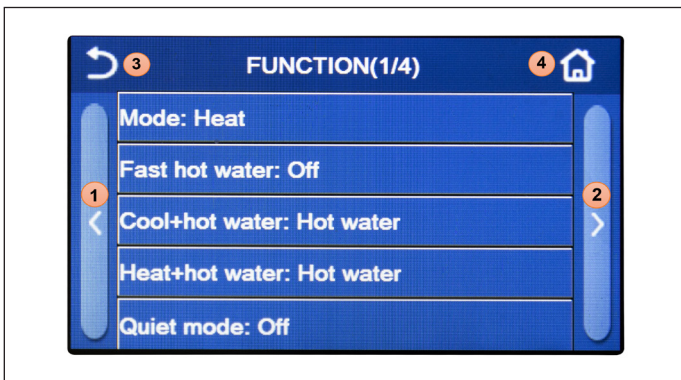 3 FUNCTION(1/4) 4
Mode: Heat
Fast hot water: Off
1
2
Cool+hot water: Hot water
Heat+hot water: Hot water
Quiet mode: Off